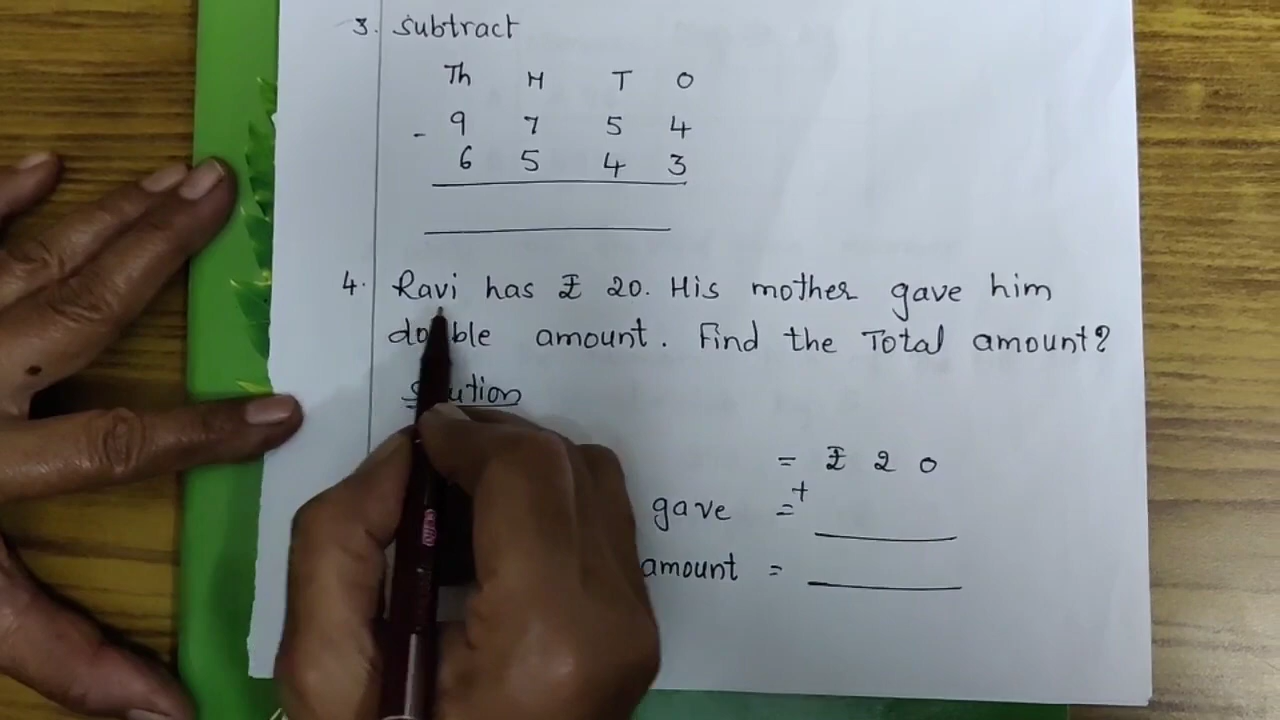 3. Subtract
Th H T O
- 9 7 5 4
6 5 4 3
4. Ravi has ₹ 20. His mother gave him
double amount. Find the Total amount?
Solution
= ₹ 2 0
gave = +
amount =